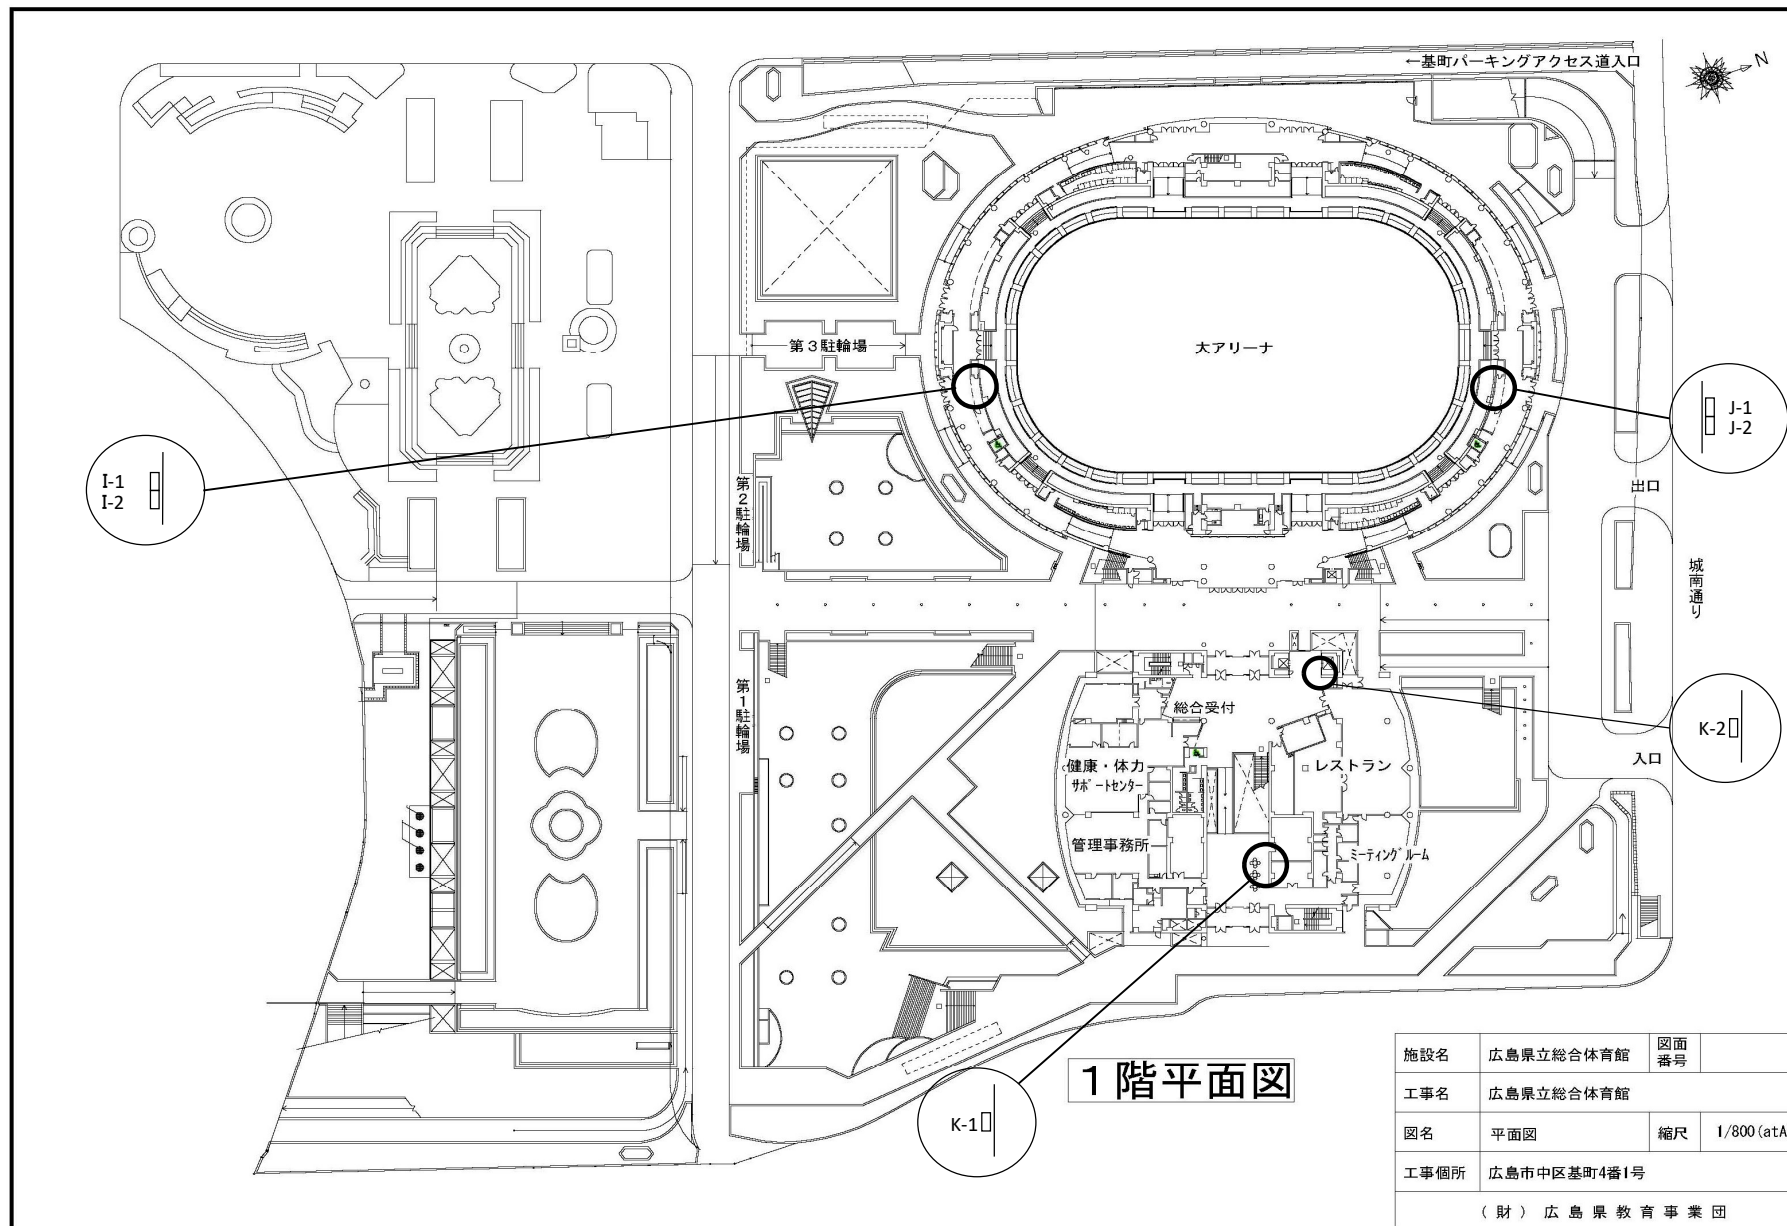 ←基町パーキングアクセス道入口
N
第3駐輪場
大アリーナ
I-1
I-2
J-1
J-2
第2駐輪場
出口
城南通り
第1駐輪場
総合受付
K-2
入口
健康・体力
サポートセンター
レストラン
管理事務所
ミーティングルーム
K-1
1階平面図
施設名 広島県立総合体育館 図面番号
工事名 広島県立総合体育館
図名 平面図 縮尺 1/800(atA
工事個所 広島市中区基町4番1号
(財)広島県教育事業団